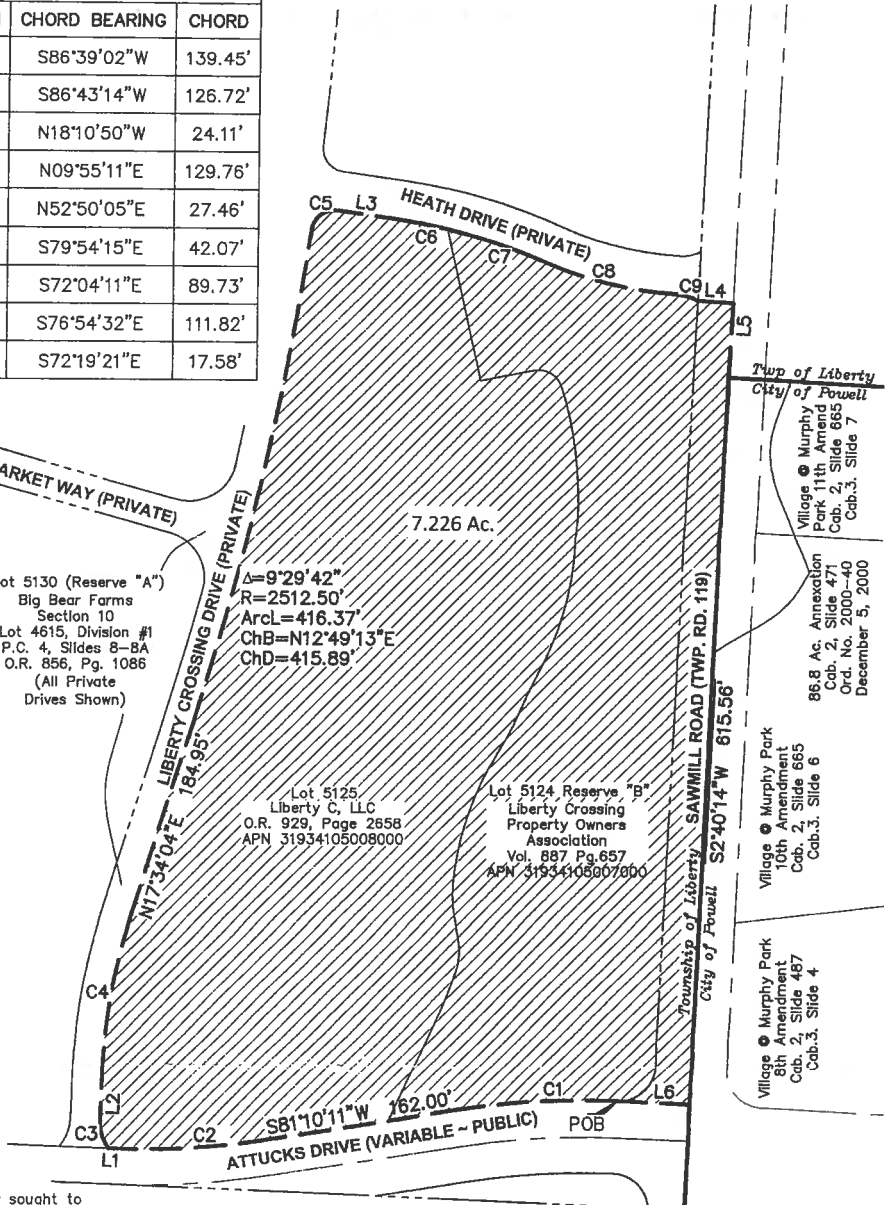 CHORD BEARING CHORD
S86°39'02"W 139.45'
S86°43'14"W 126.72'
N18°10'50"W 24.11'
N09°55'11"E 129.76'
N52°50'05"E 27.46'
S79°54'15"E 42.07'
S72°04'11"E 89.73'
S76°54'32"E 111.82'
S72°19'21"E 17.58'
C5 L3
HEATH DRIVE (PRIVATE)
C6
C7
C8
C9 L4
L5
Twp of Liberty
City of Powell
Village @ Murphy
Park 11th Amend
Cab. 2, Slide 665
Cab.3. Slide 7
ARKET WAY (PRIVATE)
7.226 Ac.
LIBERTY CROSSING DRIVE (PRIVATE)
Δ=9°29'42"
R=2512.50'
ArcL=416.37'
ChB=N12°49'13"E
ChD=415.89'
ot 5130 (Reserve "A")
Big Bear Farms
Section 10
Lot 4615, Division #1
P.C. 4, Slides 8-8A
O.R. 856, Pg. 1086
(All Private
Drives Shown)
86.8 Ac. Annexation
Cab. 2, Slide 471
Ord. No. 2000-40
December 5, 2000
SAWMILL ROAD (TWP. RD. 119)
S2°40'14"W 615.56'
N17°34'04"E 184.95'
Lot 5125
Liberty C, LLC
O.R. 929, Page 2658
APN 31934105008000
Lot 5124 Reserve "B"
Liberty Crossing
Property Owners
Association
Vol. 887 Pg.657
APN 31934105007000
Village @ Murphy Park
10th Amendment
Cab. 2, Slide 665
Cab.3. Slide 6
Township of Liberty
City of Powell
Village @ Murphy Park
8th Amendment
Cab. 2, Slide 487
Cab.3. Slide 4
C4
L2
C3
L1
C2
S81°10'11"W 162.00'
C1
L6
POB
ATTUCKS DRIVE (VARIABLE ~ PUBLIC)
sought to